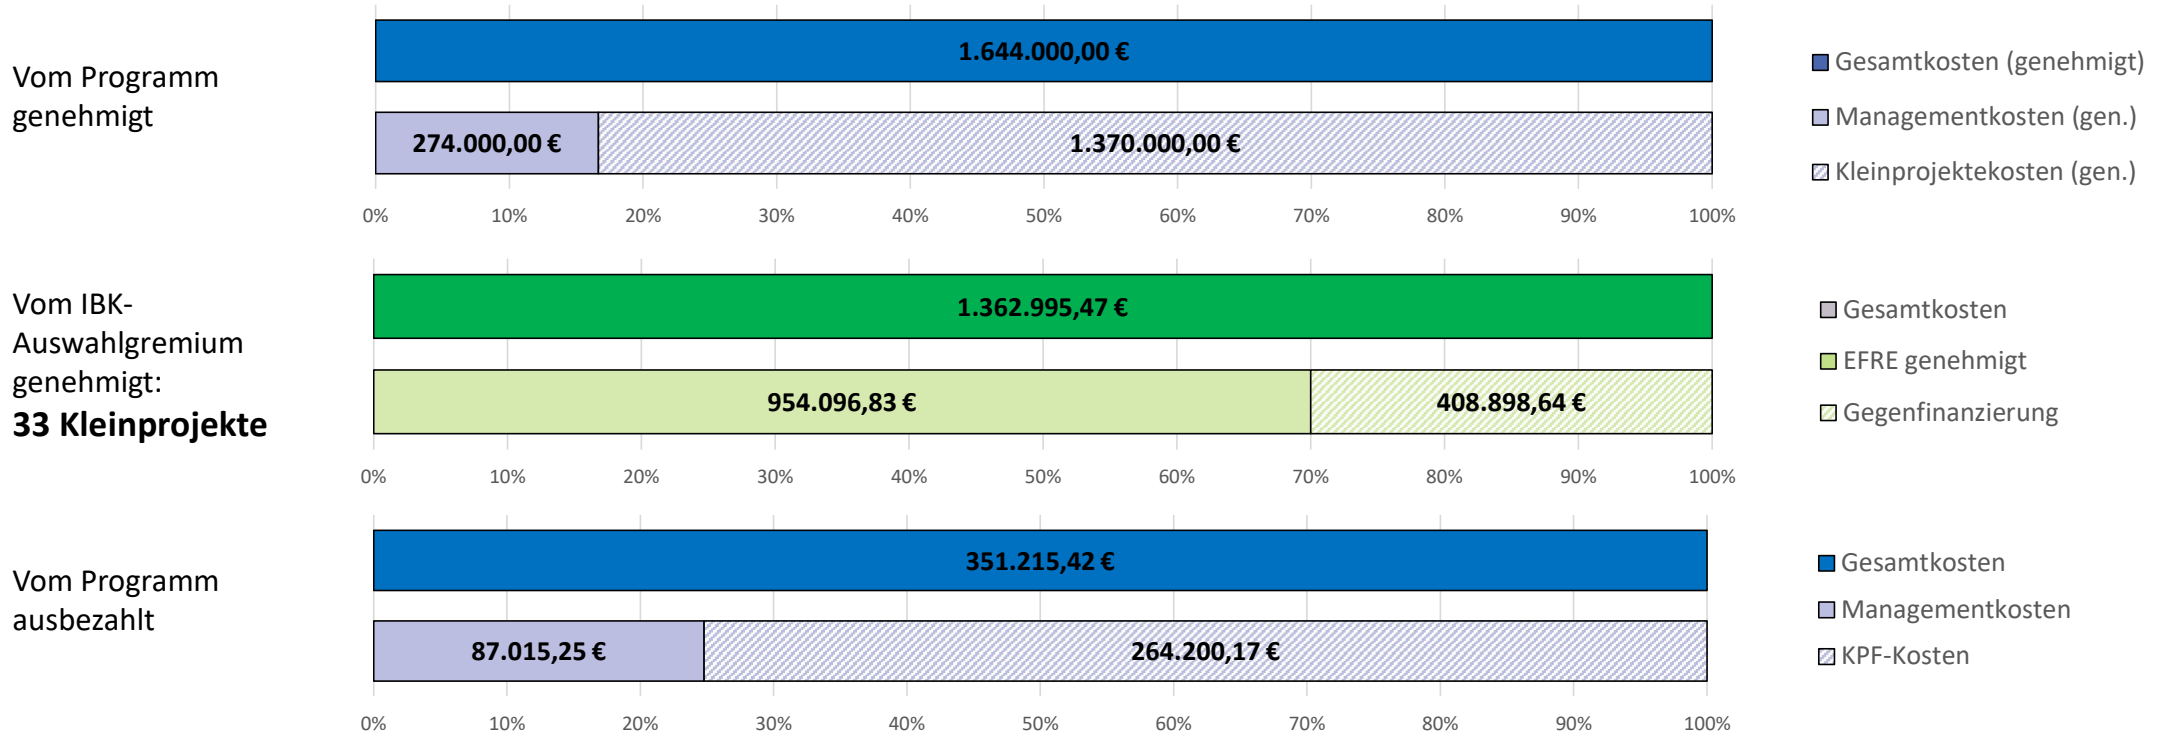 Vom Programm
genehmigt
1.644.000,00 €
274.000,00 €
1.370.000,00 €
0% 10% 20% 30% 40% 50% 60% 70% 80% 90% 100%
Gesamtkosten (genehmigt)
Managementkosten (gen.)
Kleinprojektekosten (gen.)
Vom IBK-
Auswahlgremium
genehmigt:
33 Kleinprojekte
1.362.995,47 €
954.096,83 €
408.898,64 €
0% 10% 20% 30% 40% 50% 60% 70% 80% 90% 100%
Gesamtkosten
EFRE genehmigt
Gegenfinanzierung
Vom Programm
ausbezahlt
351.215,42 €
87.015,25 €
264.200,17 €
0% 10% 20% 30% 40% 50% 60% 70% 80% 90% 100%
Gesamtkosten
Managementkosten
KPF-Kosten